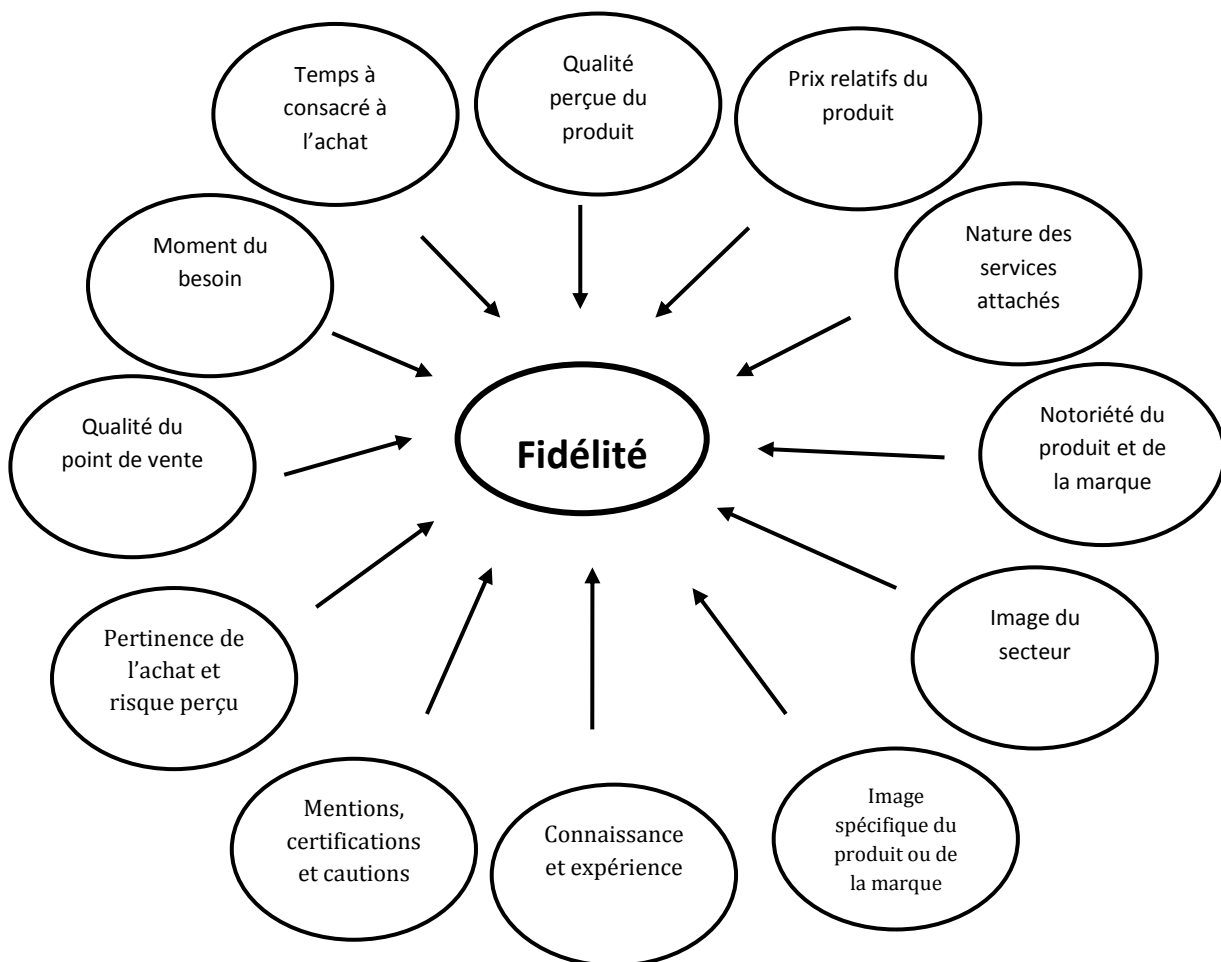 Temps à
consacré à
l'achat
Qualité
perçue du
produit
Prix relatifs du
produit
Moment du
besoin
Nature des
services
attachés
Qualité du
point de vente
Fidélité
Notoriété du
produit et de
la marque
Pertinence de
l'achat et
risque perçu
Image du
secteur
Mentions,
certifications
et cautions
Connaissance
et expérience
Image
spécifique du
produit ou de
la marque